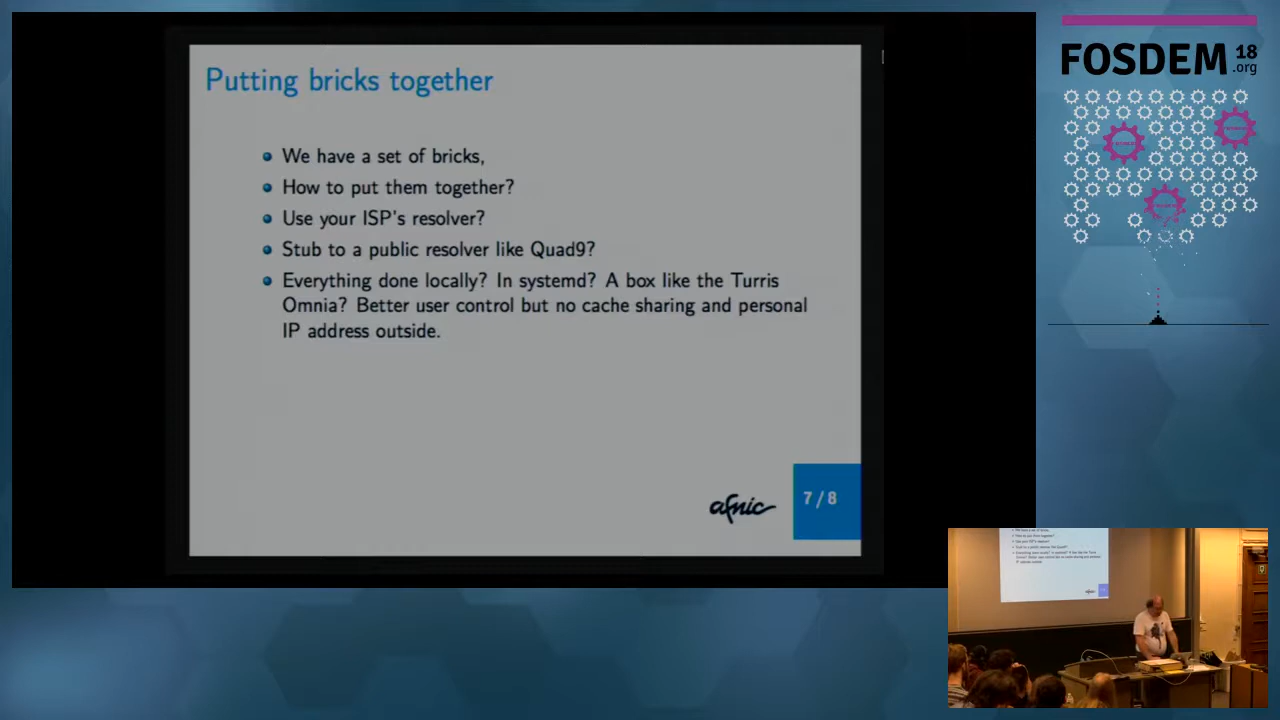 Putting bricks together
We have a set of bricks,
How to put them together?
Use your ISP's resolver?
Stub to a public resolver like Quad9?
Everything done locally? In systemd? A box like the Turris
Omnia? Better user control but no cache sharing and personal
IP address outside.
afnic
7 / 8
FOSDEM 18
.org